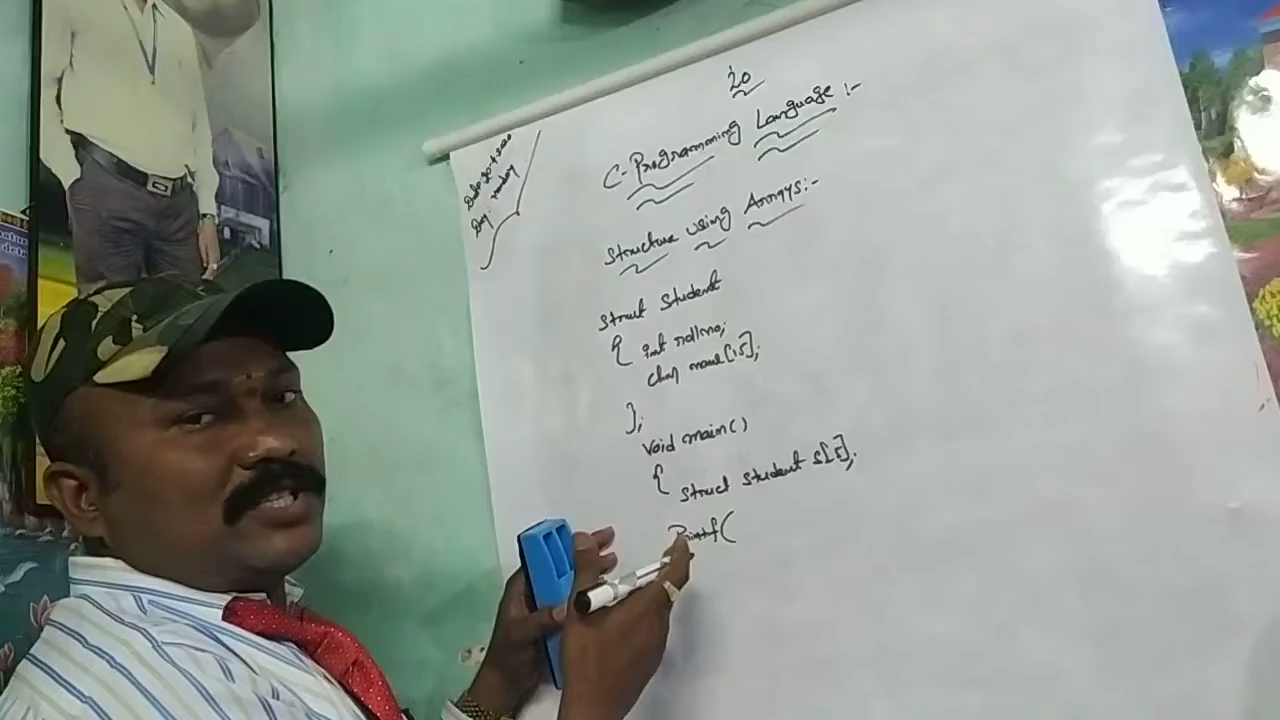 20
C-Programming Language :-
Structure using Arrays:-
Struct Student
{ int rollno;
char name[15];
};
void main()
{
Struct Student s[5];
Printf(